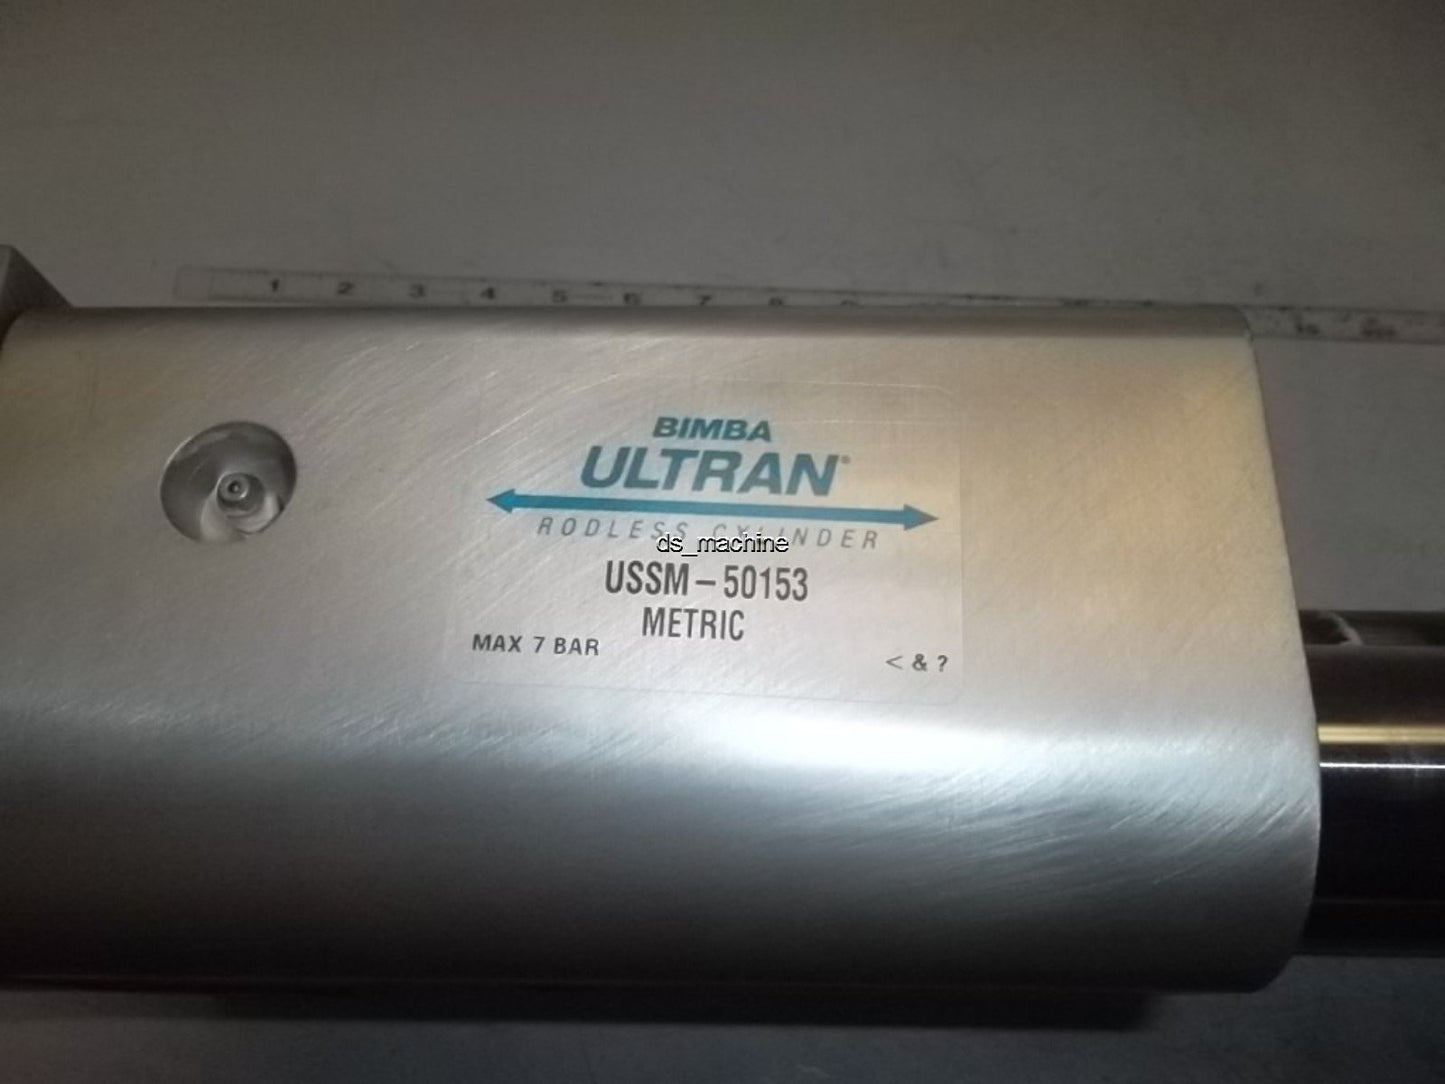 1 2 3 4 5 6 7 8 9
BIMBA
ULTRAN®
RODLESS CYLINDER
ds_machine
USSM-50153
METRIC
MAX 7 BAR
< & ?